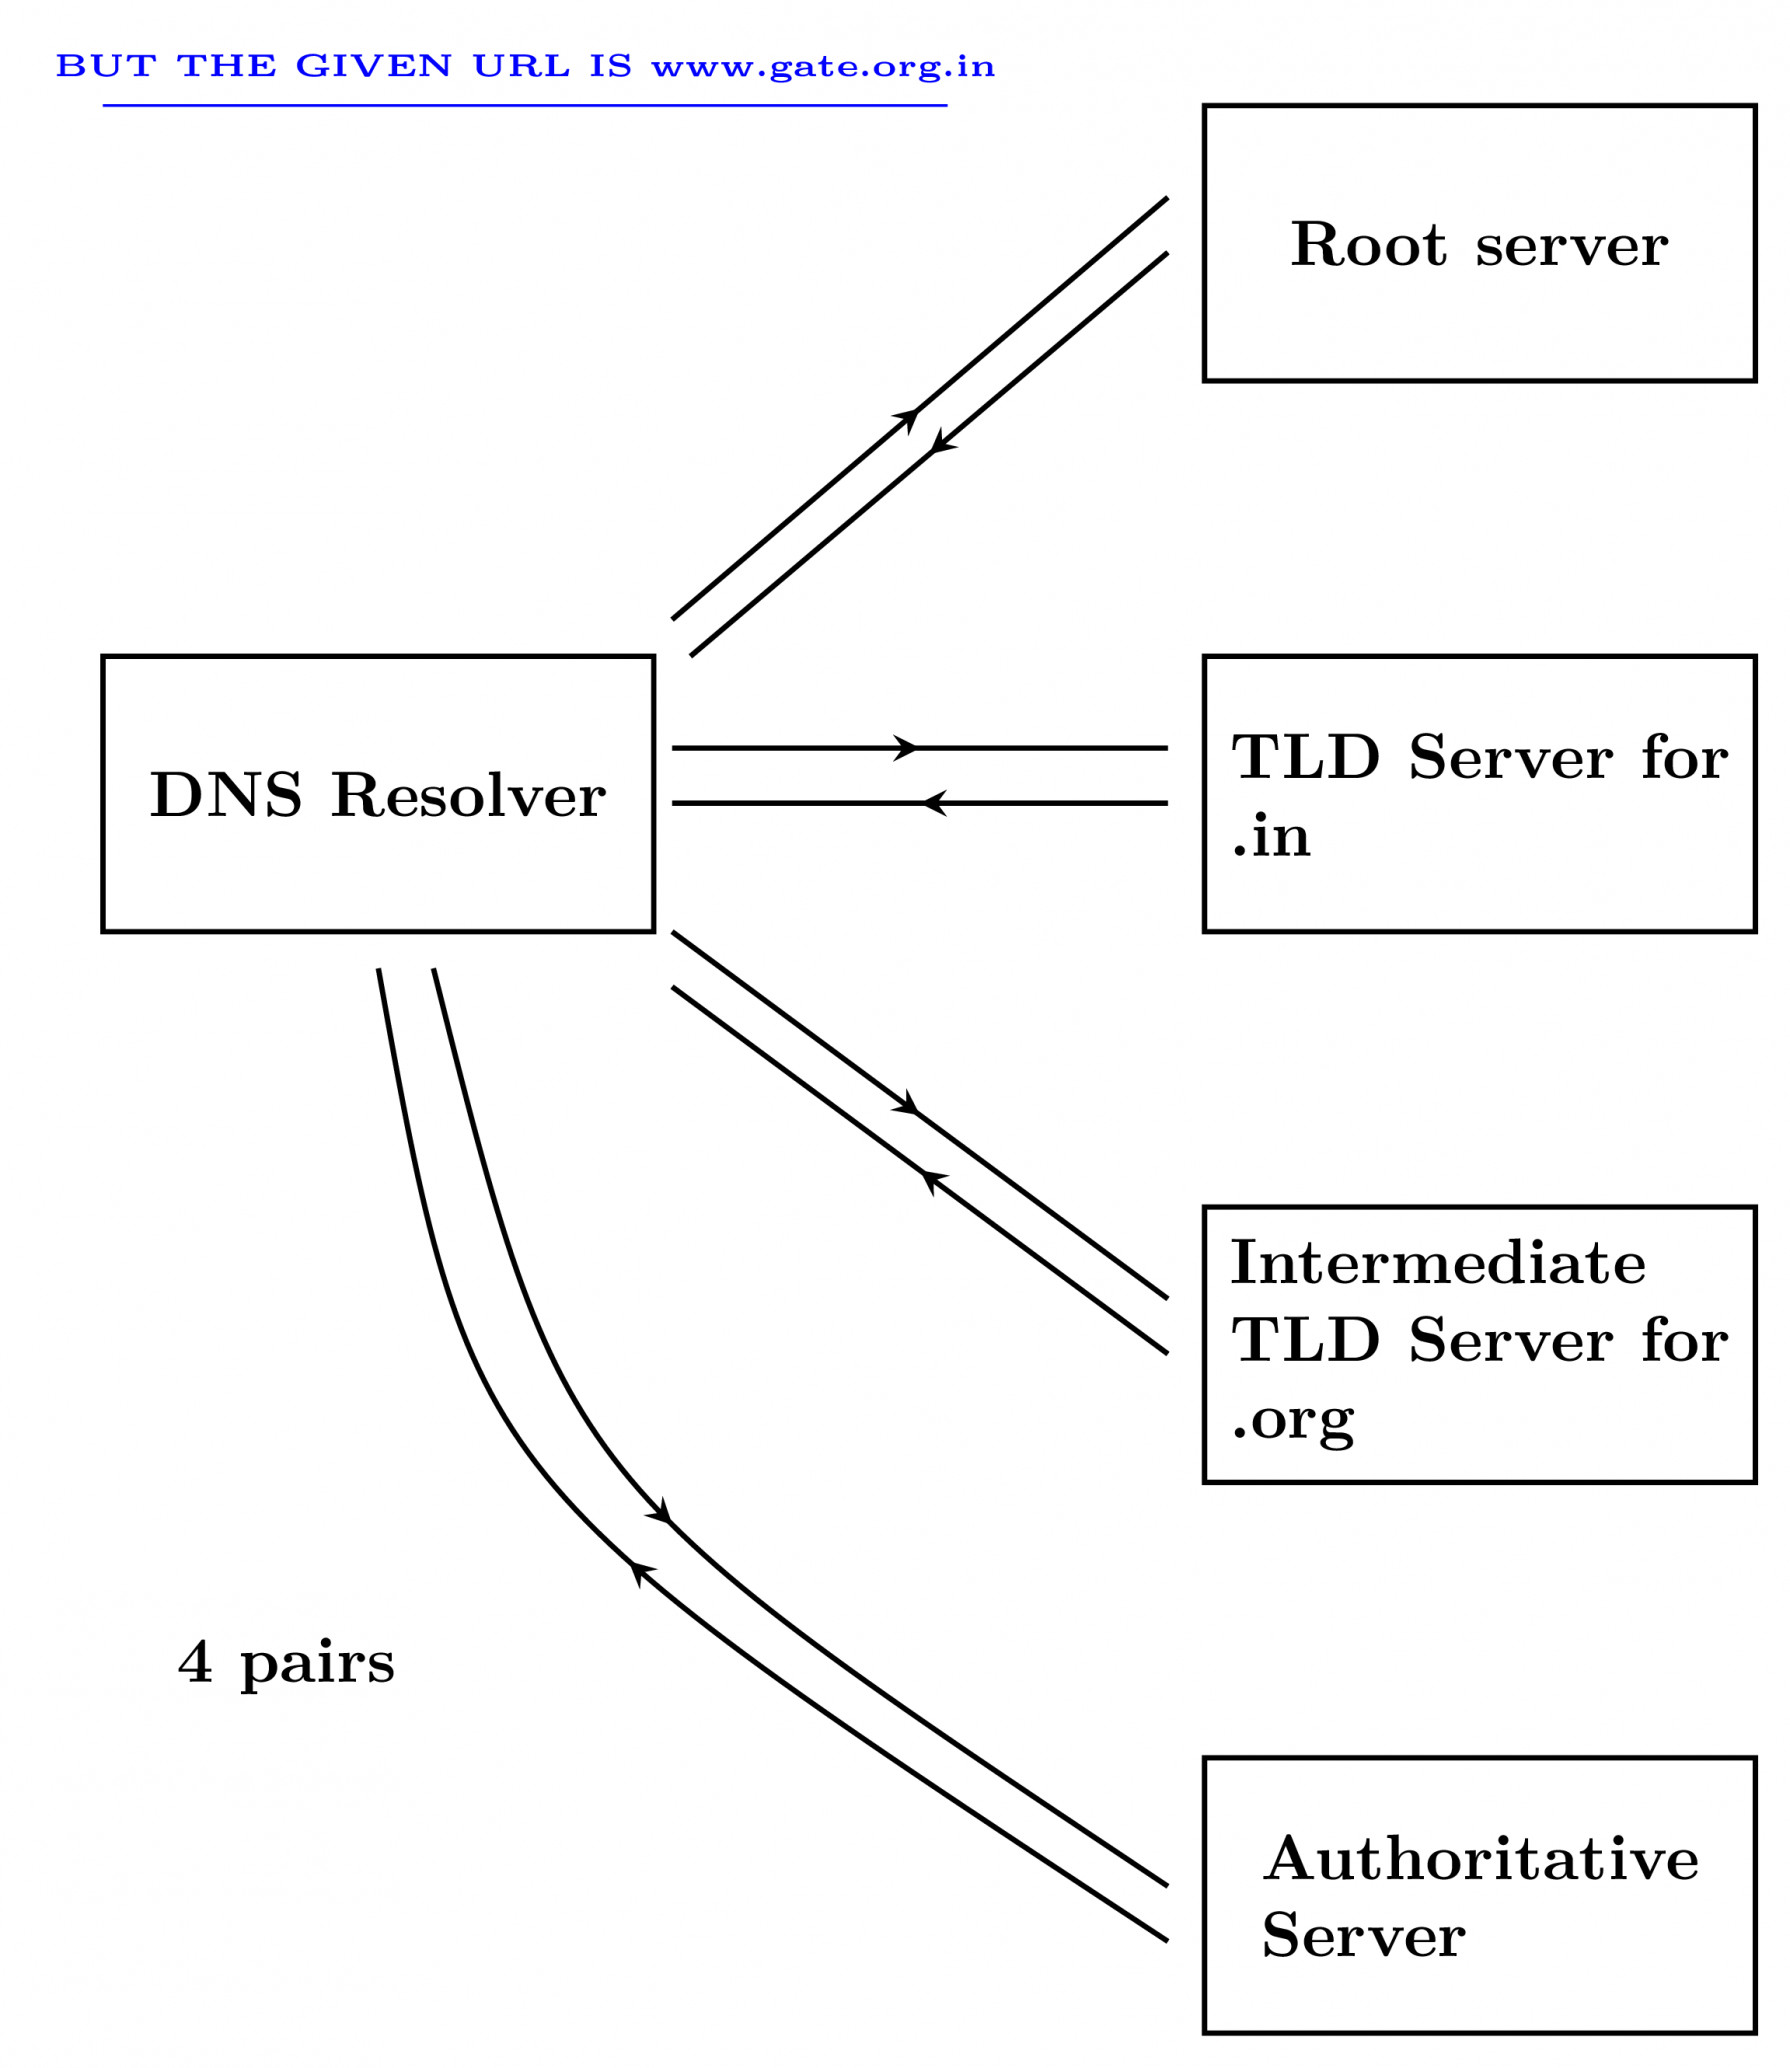 BUT THE GIVEN URL IS www.gate.org.in
Root server
DNS Resolver
TLD Server for
.in
Intermediate
TLD Server for
.org
4 pairs
Authoritative
Server